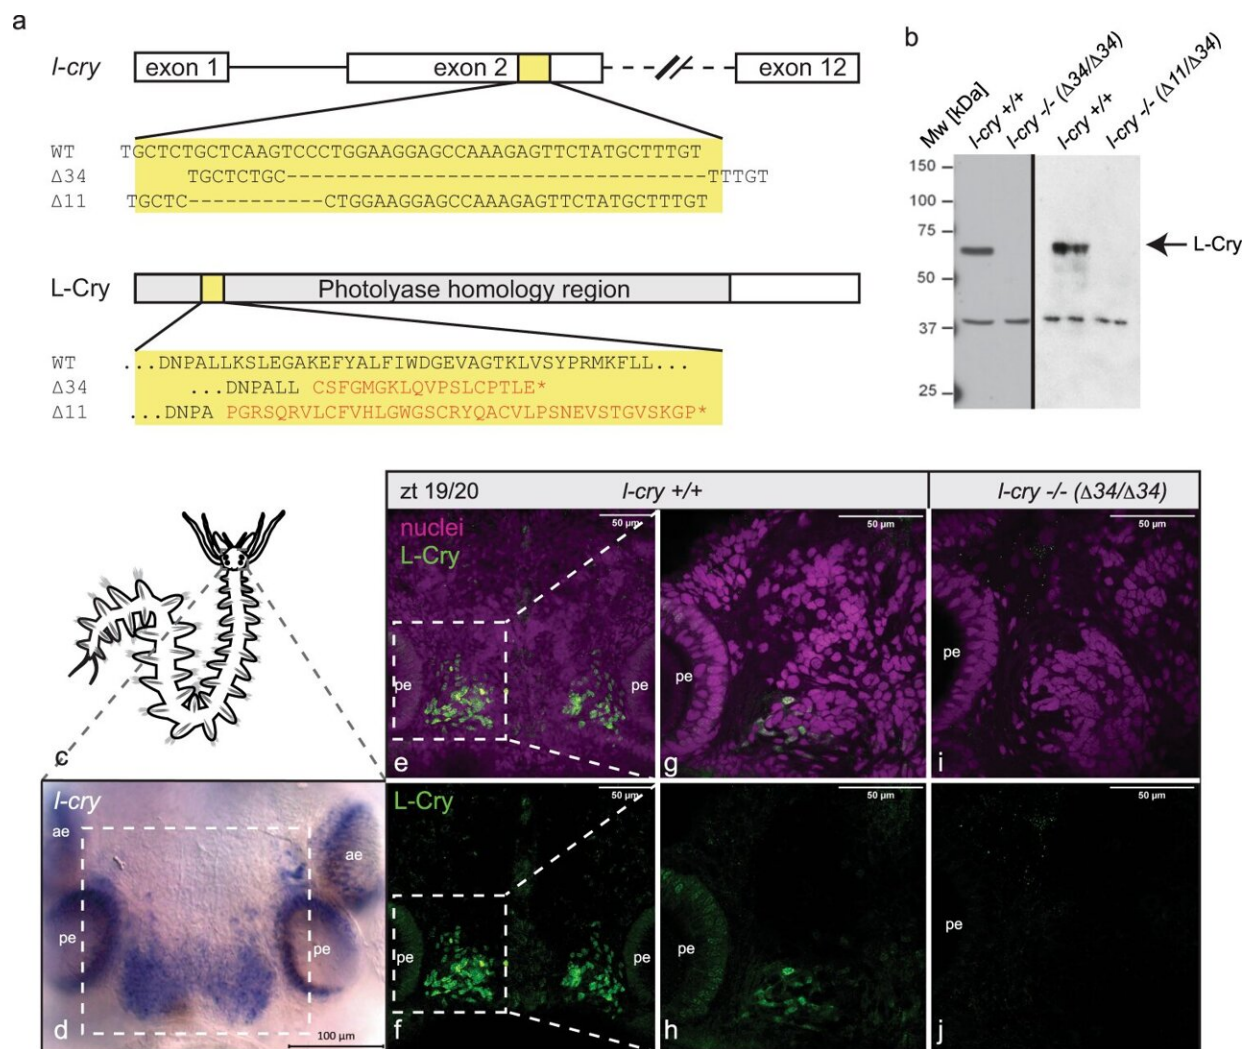 a
l-cry
exon 1
exon 2
exon 12
WT
TGCTCTGCTCAAGTCCCTGGAAGGAGCCAAAGAGTTCTATGCTTTGT
Δ34
TGCTCTGC-----------------------------------TTTGT
Δ11
TGCTC-----------CTGGAAGGAGCCAAAGAGTTCTATGCTTTGT
L-Cry
Photolyase homology region
WT
...DNPALLKSLEGAKEFYALFIWDGEVAGTKLVSYPRMKFLL...
Δ34
...DNPALL CSFGMGKLQVPSLCPTLE*
Δ11
...DNPA PGRSQRVLCFVHLGWGSCRYQACVLPSNEVSTGVSKGP*
b
Mw [kDa]
l-cry +/+
l-cry -/- (Δ34/Δ34)
l-cry +/+
l-cry -/- (Δ11/Δ34)
150
100
75
50
37
25
L-Cry
c
l-cry
ae
ae
pe
pe
d
100 µm
zt 19/20
l-cry +/+
l-cry -/- (Δ34/Δ34)
nuclei
L-Cry
50 µm
pe
pe
e
50 µm
pe
g
50 µm
pe
i
L-Cry
50 µm
pe
pe
f
50 µm
pe
h
50 µm
pe
j